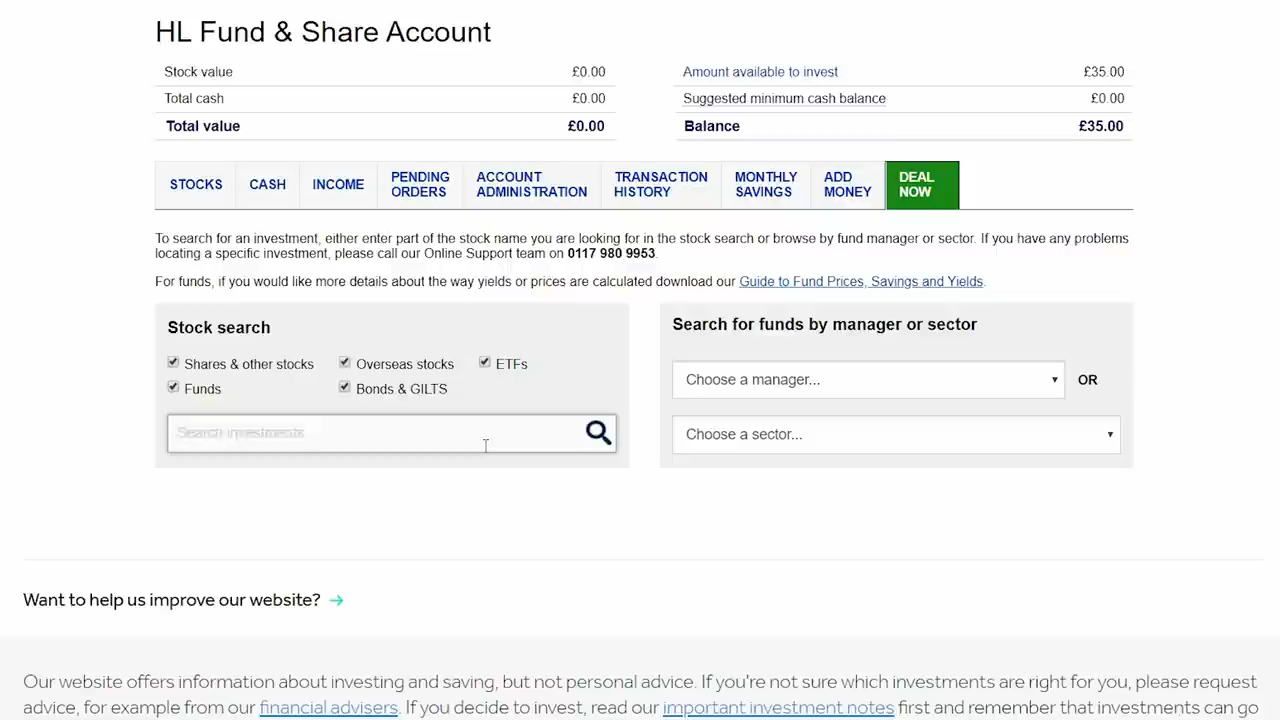 HL Fund & Share Account
Stock value £0.00
Total cash £0.00
Total value £0.00
Amount available to invest £35.00
Suggested minimum cash balance £0.00
Balance £35.00
STOCKS CASH INCOME PENDING ORDERS ACCOUNT ADMINISTRATION TRANSACTION HISTORY MONTHLY SAVINGS ADD MONEY DEAL NOW
To search for an investment, either enter part of the stock name you are looking for in the stock search or browse by fund manager or sector. If you have any problems
locating a specific investment, please call our Online Support team on 0117 980 9953.
For funds, if you would like more details about the way yields or prices are calculated download our Guide to Fund Prices, Savings and Yields.
Stock search
Shares & other stocks Overseas stocks ETFs
Funds Bonds & GILTS
Search investments
Search for funds by manager or sector
Choose a manager... OR
Choose a sector...
Want to help us improve our website? →
Our website offers information about investing and saving, but not personal advice. If you're not sure which investments are right for you, please request
advice, for example from our financial advisers. If you decide to invest, read our important investment notes first and remember that investments can go